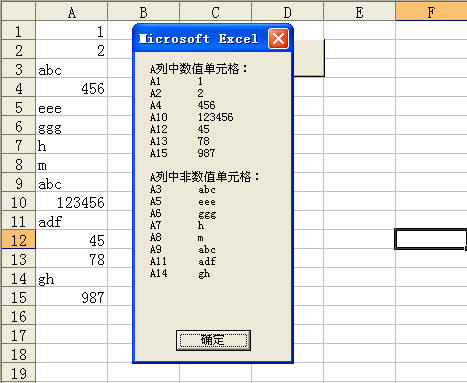 A B C D E F
Microsoft Excel
1 1
2 2
3 abc
4 456
5 eee
6 ggg
7 h
8 m
9 abc
10 123456
11 adf
12 45
13 78
14 gh
15 987
16
17
18
19
A列中数值单元格：
A1 1
A2 2
A4 456
A10 123456
A12 45
A13 78
A15 987
A列中非数值单元格：
A3 abc
A5 eee
A6 ggg
A7 h
A8 m
A9 abc
A11 adf
A14 gh
确定